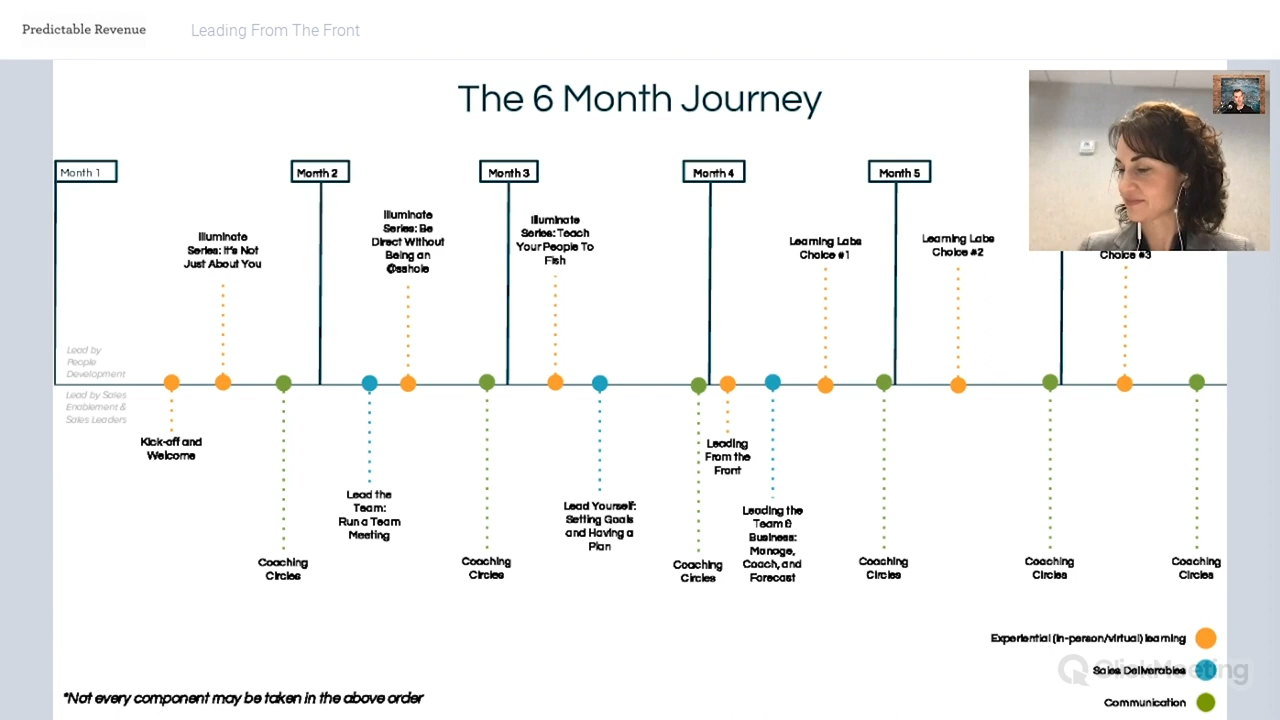 Predictable Revenue
Leading From The Front
The 6 Month Journey
Month 1
Month 2
Month 3
Month 4
Month 5
Illuminate
Series: It's Not
Just About You
Illuminate
Series: Be
Direct Without
Being an
@sshole
Illuminate
Series: Teach
Your People To
Fish
Learning Labs
Choice #1
Learning Labs
Choice #2
Choice #3
Lead by
People
Development
Lead by Sales
Enablement &
Sales Leaders
Kick-off and
Welcome
Coaching
Circles
Lead the
Team:
Run a Team
Meeting
Coaching
Circles
Lead Yourself:
Setting Goals
and Having a
Plan
Coaching
Circles
Leading
From the
Front
Leading the
Team &
Business:
Manage,
Coach, and
Forecast
Coaching
Circles
Coaching
Circles
Coaching
Circles
Experiential (in-person/virtual) learning
Sales Deliverables
ClickMeeting
Communication
*Not every component may be taken in the above order